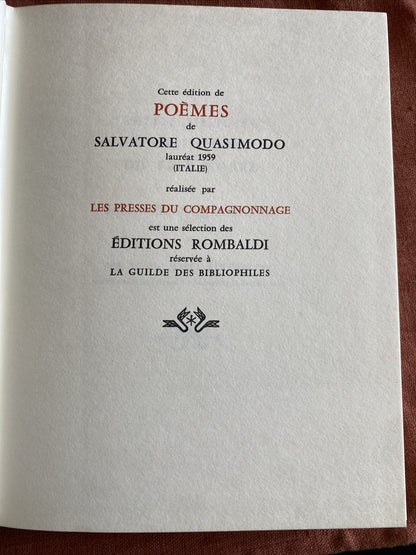 Cette édition de
POÈMES
de
SALVATORE QUASIMODO
lauréat 1959
(ITALIE)
réalisée par
LES PRESSES DU COMPAGNONNAGE
est une sélection des
ÉDITIONS ROMBALDI
réservée à
LA GUILDE DES BIBLIOPHILES